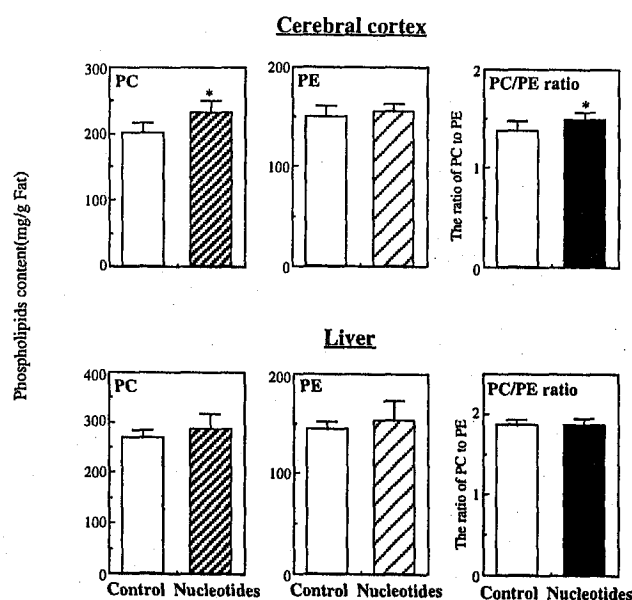 Cerebral cortex
Phospholipids content(mg/g Fat)
PC
300
200
100
0
*
PE
200
100
0
PC/PE ratio
The ratio of PC to PE
2
1
0
*
Liver
PC
400
300
200
100
0
Control Nucleotides
PE
200
100
0
Control Nucleotides
PC/PE ratio
The ratio of PC to PE
2
1
0
Control Nucleotides